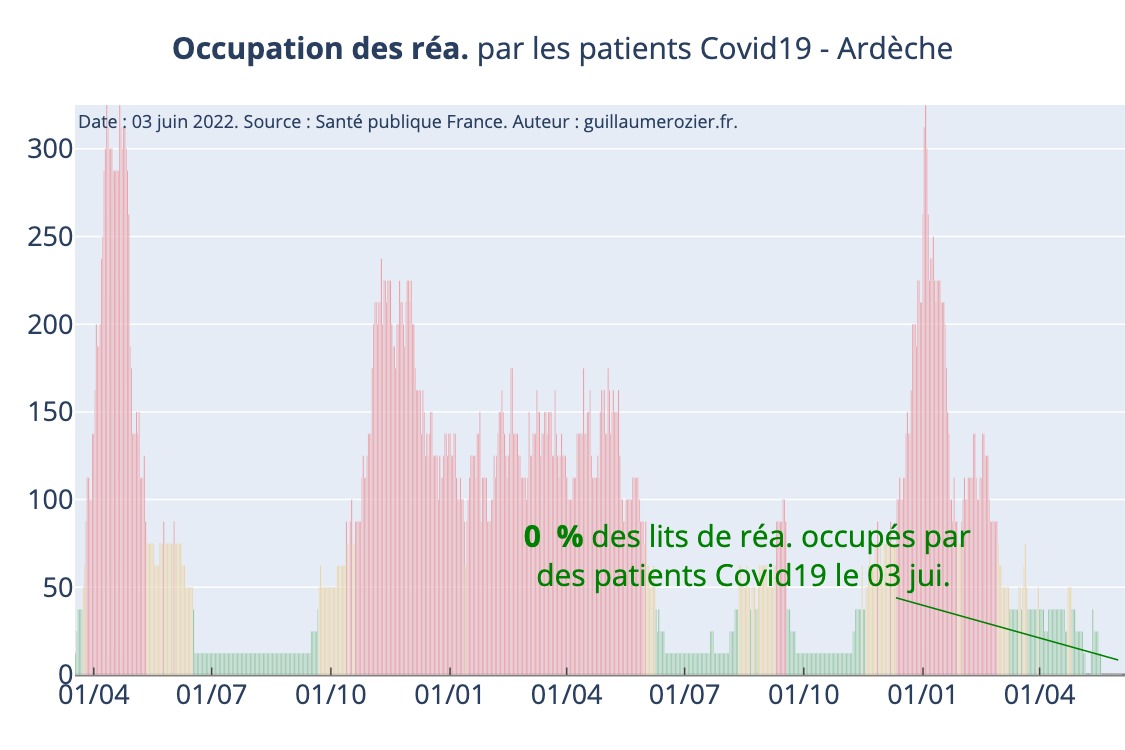 Occupation des réa. par les patients Covid19 - Ardèche
Date : 03 juin 2022. Source : Santé publique France. Auteur : guillaumerozier.fr.
300
250
200
150
100
50
0
0 % des lits de réa. occupés par
des patients Covid19 le 03 jui.
01/04 01/07 01/10 01/01 01/04 01/07 01/10 01/01 01/04